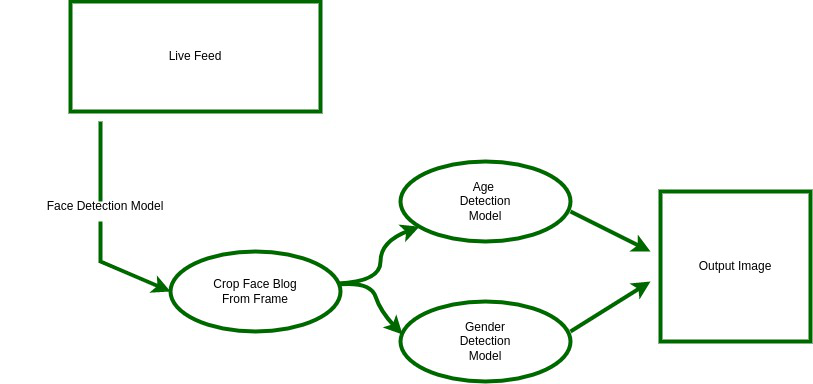 Live Feed
Face Detection Model
Crop Face Blog
From Frame
Age
Detection
Model
Gender
Detection
Model
Output Image